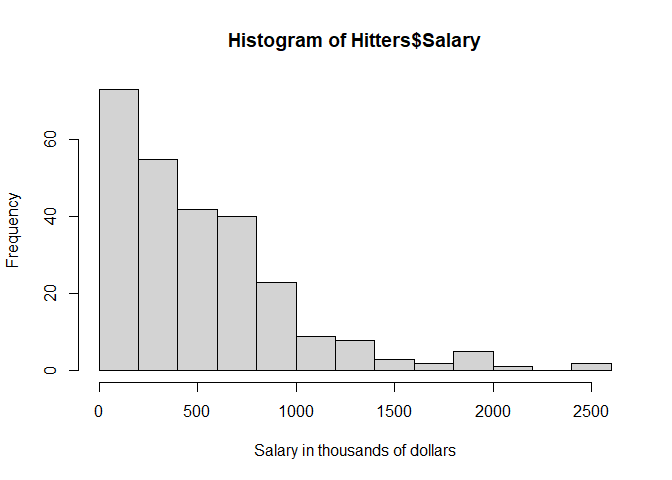 Histogram of Hitters$Salary
Frequency
60
40
20
0
0 500 1000 1500 2000 2500
Salary in thousands of dollars